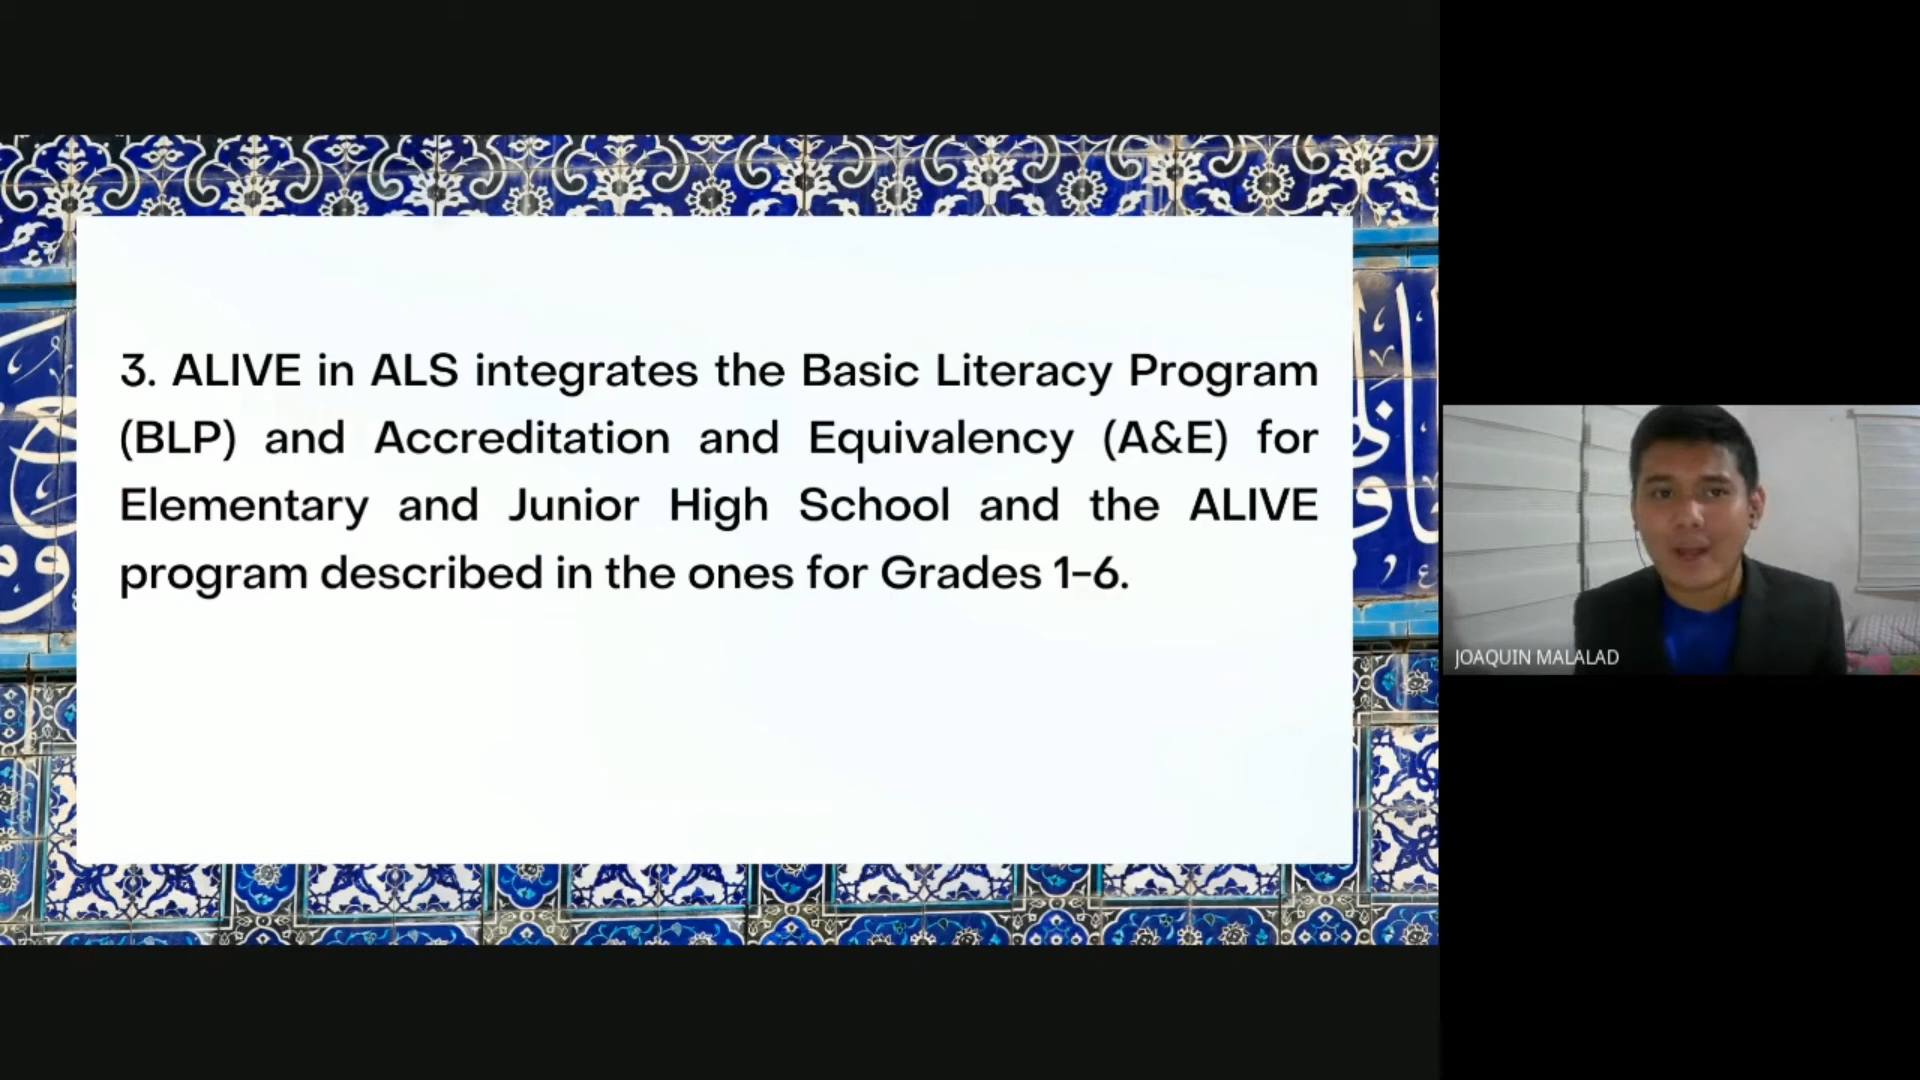 3. ALIVE in ALS integrates the Basic Literacy Program
(BLP) and Accreditation and Equivalency (A&E) for
Elementary and Junior High School and the ALIVE
program described in the ones for Grades 1-6.
JOAQUIN MALALAD